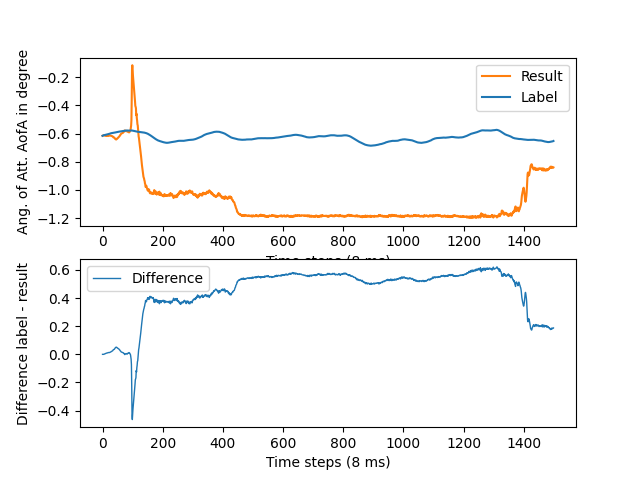 Ang. of Att. AofA in degree
−0.2
−0.4
−0.6
−0.8
−1.0
−1.2
Result
Label
0 200 400 600 800 1000 1200 1400
Time steps (8 ms)
Difference label - result
0.6
0.4
0.2
0.0
−0.2
−0.4
Difference
0 200 400 600 800 1000 1200 1400
Time steps (8 ms)